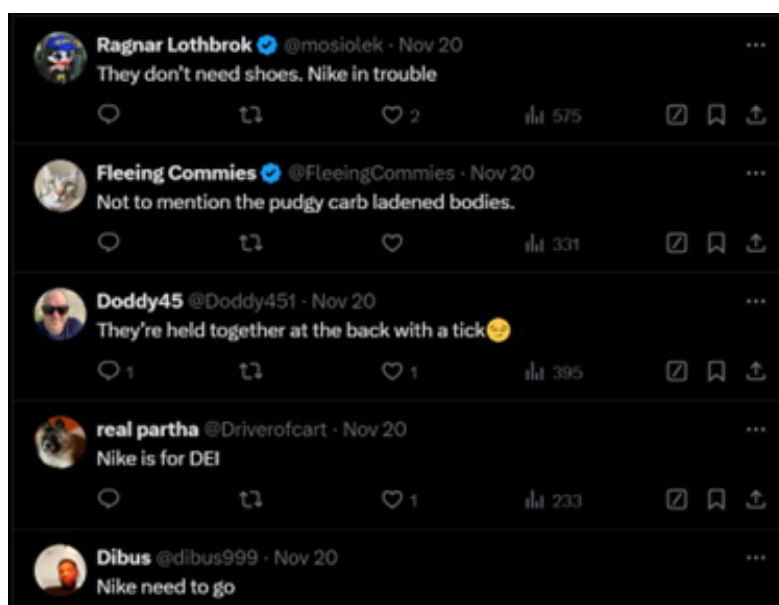 Ragnar Lothbrok @mosiolek · Nov 20
They don't need shoes. Nike in trouble
2 575
Fleeing Commies @FleeingCommies · Nov 20
Not to mention the pudgy carb ladened bodies.
331
Doddy45 @Doddy451 · Nov 20
They're held together at the back with a tick😏
1 1 395
real partha @Driverofcart · Nov 20
Nike is for DEI
1 233
Dibus @dibus999 · Nov 20
Nike need to go